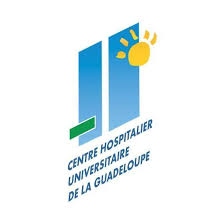 CENTRE HOSPITALIER
UNIVERSITAIRE
DE LA GUADELOUPE